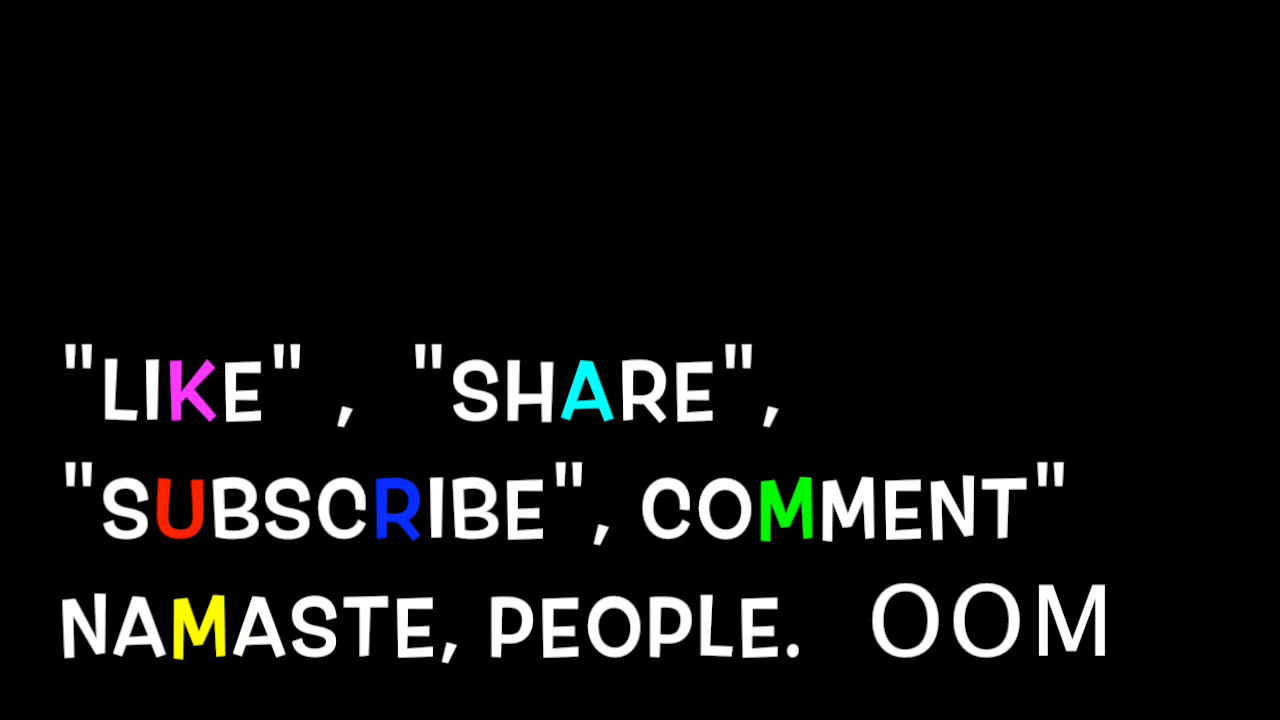 "LIKE" , "SHARE",
"SUBSCRIBE", COMMENT"
NAMASTE, PEOPLE. OOM